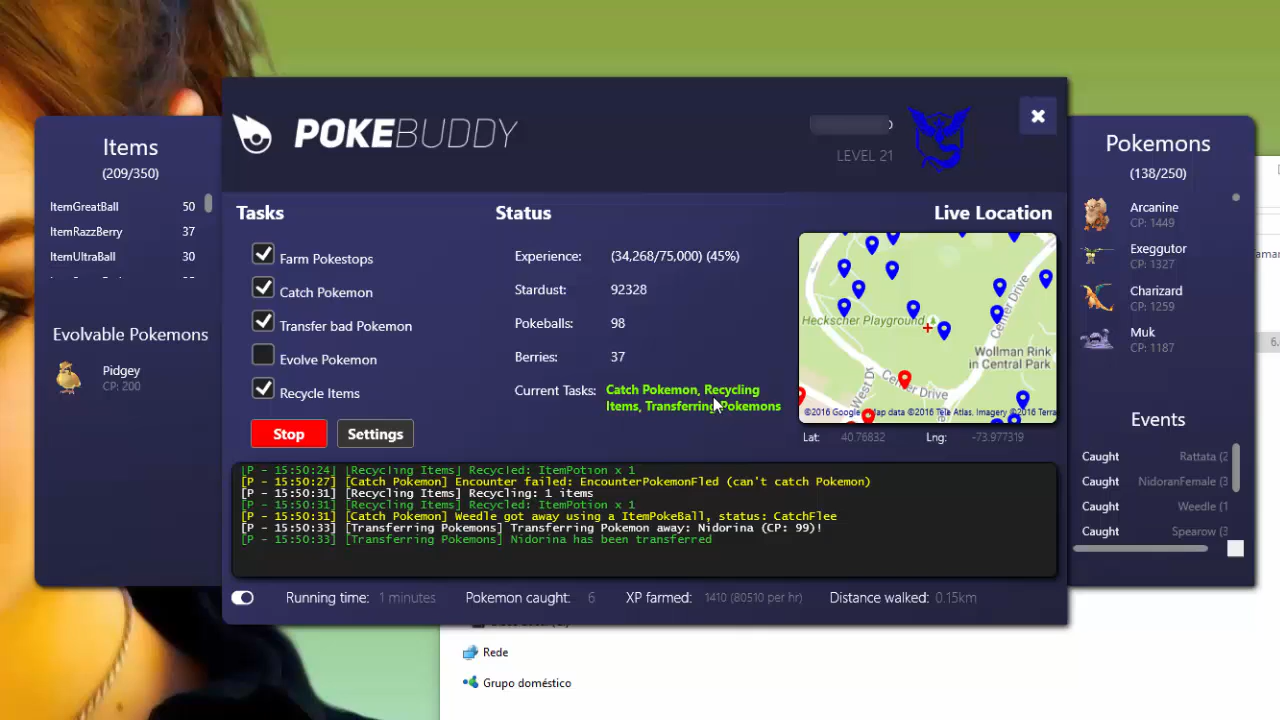 POKEBUDDY
LEVEL 21
Items
(209/350)
ItemGreatBall 50
ItemRazzBerry 37
ItemUltraBall 30
Evolvable Pokemons
Pidgey
CP: 200
Tasks
Farm Pokestops
Catch Pokemon
Transfer bad Pokemon
Evolve Pokemon
Recycle Items
Stop
Settings
Status
Experience: (34,268/75,000) (45%)
Stardust: 92328
Pokeballs: 98
Berries: 37
Current Tasks: Catch Pokemon, Recycling
Items, Transferring Pokemons
Live Location
Heckscher Playground
Center Drive
Wollman Rink
in Central Park
Center Drive
West Dr
©2016 Google Map data ©2016 Tele Atlas, Imagery ©2016 Terra
Lat: 40.76832 Lng: -73.977319
[P - 15:50:24] [Recycling Items] Recycled: ItemPotion x 1
[P - 15:50:27] [Catch Pokemon] Encounter failed: EncounterPokemonFled (can't catch Pokemon)
[P - 15:50:31] [Recycling Items] Recycling: 1 items
[P - 15:50:31] [Recycling Items] Recycled: ItemPotion x 1
[P - 15:50:31] [Catch Pokemon] Weedle got away using a ItemPokeBall, status: CatchFlee
[P - 15:50:33] [Transferring Pokemons] Transferring Pokemon away: Nidorina (CP: 99)!
[P - 15:50:33] [Transferring Pokemons] Nidorina has been transferred
Running time: 1 minutes Pokemon caught: 6 XP farmed: 1410 (80510 per hr) Distance walked: 0.15km
Pokemons
(138/250)
Arcanine
CP: 1449
Exeggutor
CP: 1327
Charizard
CP: 1259
Muk
CP: 1187
Events
Caught Rattata (2
Caught NidoranFemale (3
Caught Weedle (1
Caught Spearow (3
Rede
Grupo doméstico